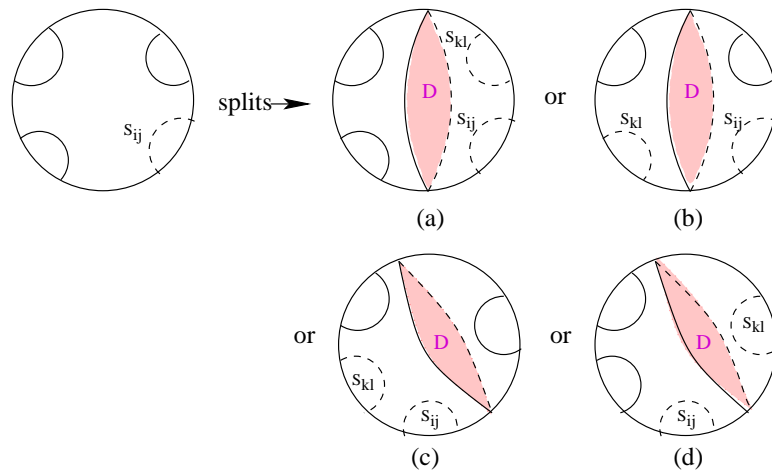 s_ij
splits
s_kl
D
s_ij
(a)
or
s_kl
D
s_ij
(b)
or
s_kl
D
s_ij
(c)
or
D
s_kl
s_ij
(d)